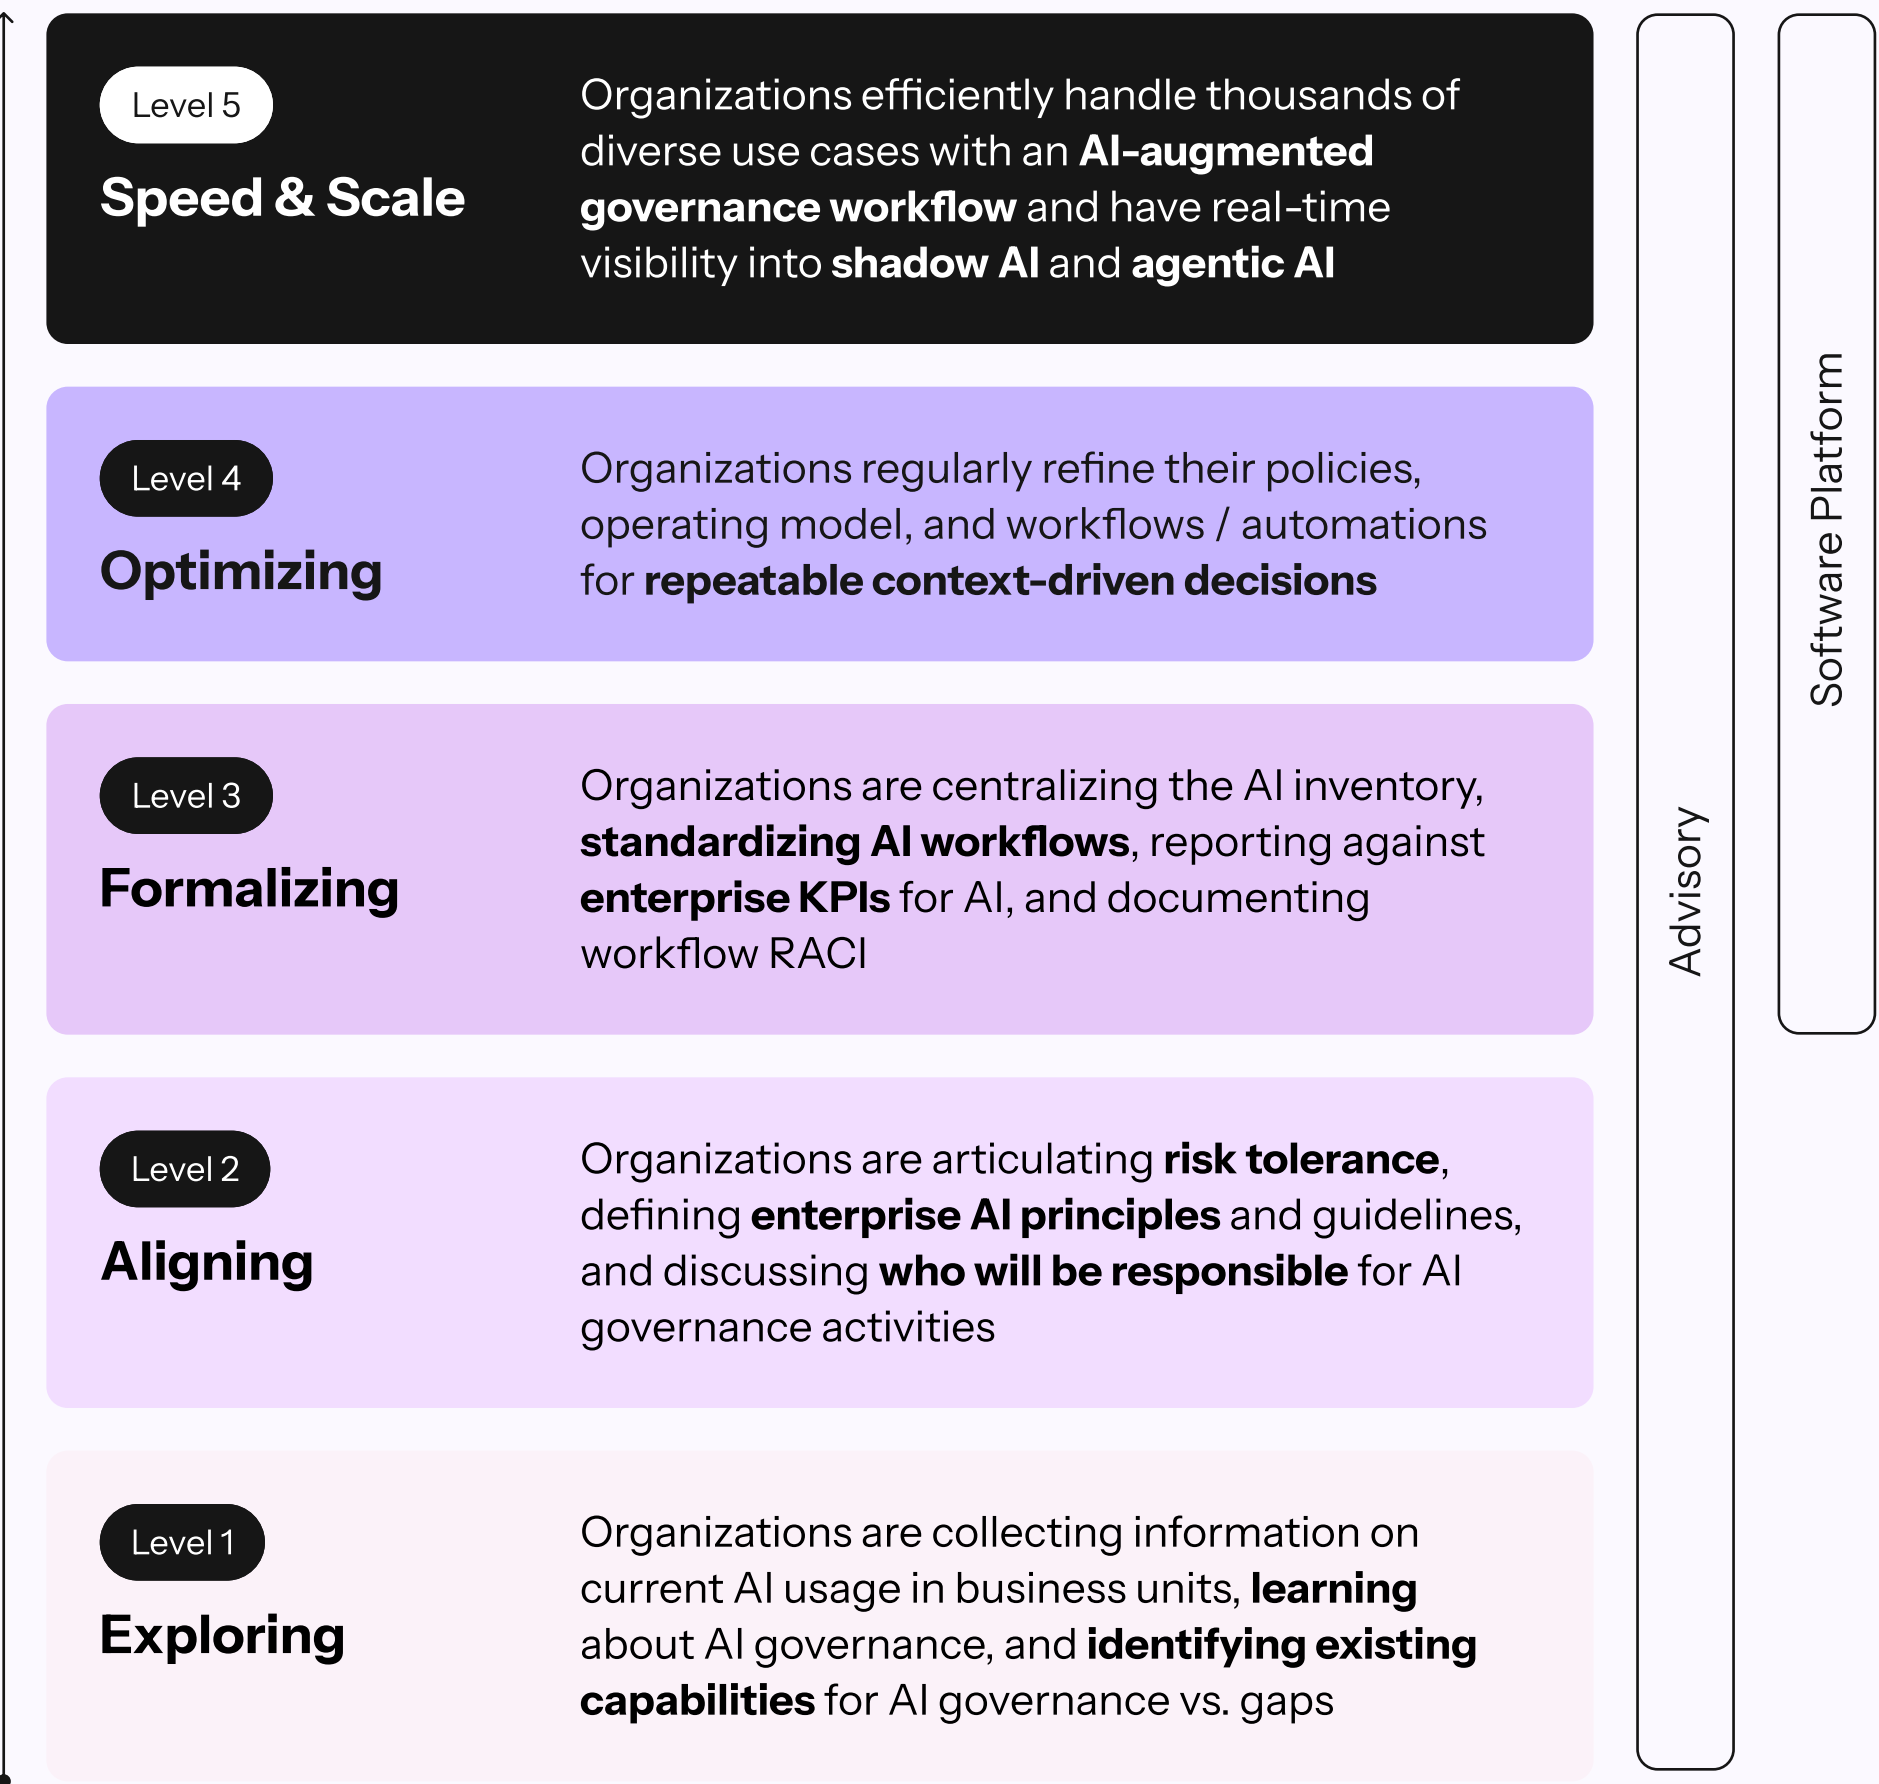 Level 5
Speed & Scale
Organizations efficiently handle thousands of
diverse use cases with an AI-augmented
governance workflow and have real-time
visibility into shadow AI and agentic AI
Level 4
Optimizing
Organizations regularly refine their policies,
operating model, and workflows / automations
for repeatable context-driven decisions
Level 3
Formalizing
Organizations are centralizing the AI inventory,
standardizing AI workflows, reporting against
enterprise KPIs for AI, and documenting
workflow RACI
Level 2
Aligning
Organizations are articulating risk tolerance,
defining enterprise AI principles and guidelines,
and discussing who will be responsible for AI
governance activities
Level 1
Exploring
Organizations are collecting information on
current AI usage in business units, learning
about AI governance, and identifying existing
capabilities for AI governance vs. gaps
Advisory
Software Platform